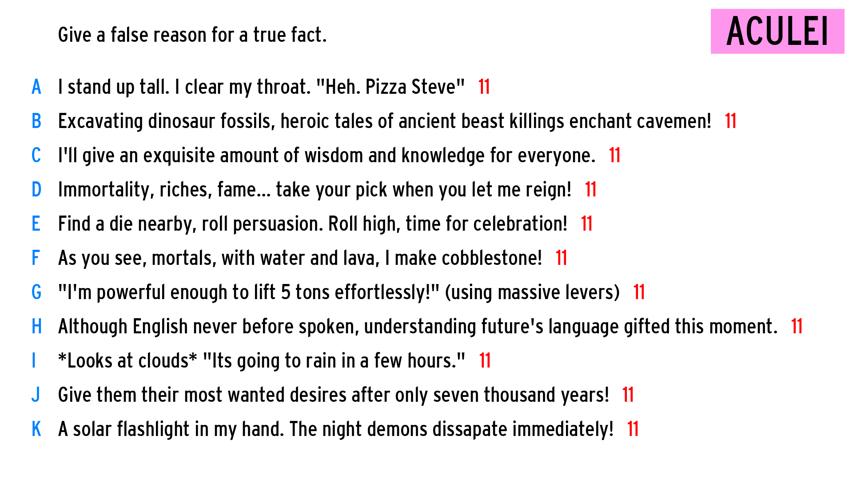 Give a false reason for a true fact.
ACULEI
A I stand up tall. I clear my throat. "Heh. Pizza Steve" 11
B Excavating dinosaur fossils, heroic tales of ancient beast killings enchant cavemen! 11
C I'll give an exquisite amount of wisdom and knowledge for everyone. 11
D Immortality, riches, fame... take your pick when you let me reign! 11
E Find a die nearby, roll persuasion. Roll high, time for celebration! 11
F As you see, mortals, with water and lava, I make cobblestone! 11
G "I'm powerful enough to lift 5 tons effortlessly!" (using massive levers) 11
H Although English never before spoken, understanding future's language gifted this moment. 11
I *Looks at clouds* "Its going to rain in a few hours." 11
J Give them their most wanted desires after only seven thousand years! 11
K A solar flashlight in my hand. The night demons dissapate immediately! 11